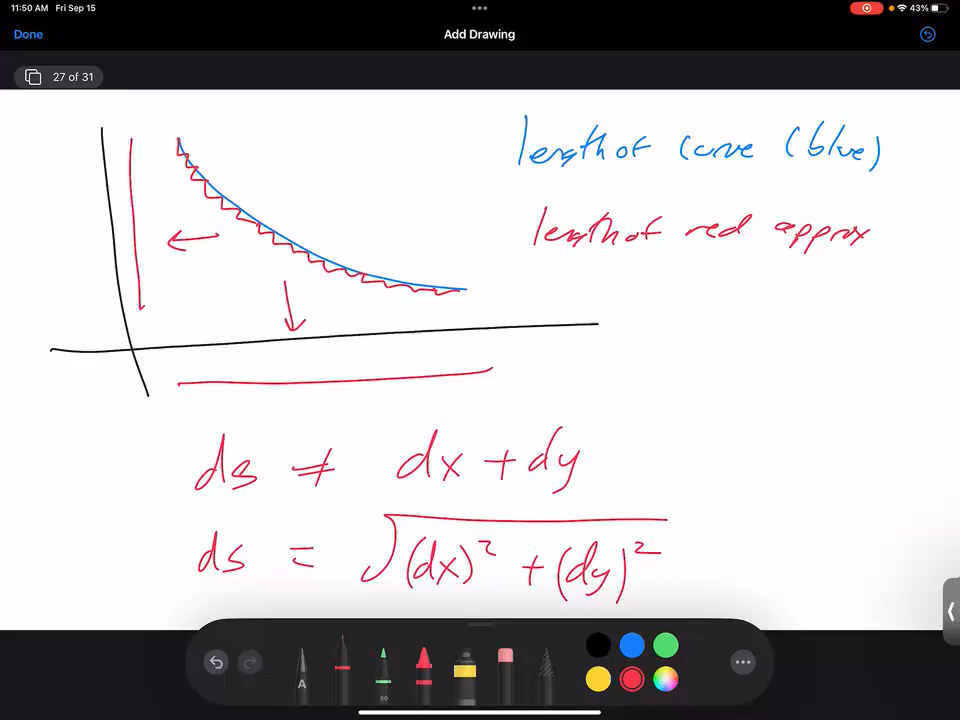 11:50 AM Fri Sep 15
43%
Done
Add Drawing
27 of 31
length of curve (blue)
length of red approx
ds ≠ dx + dy
ds = √(dx)² + (dy)²
A
50